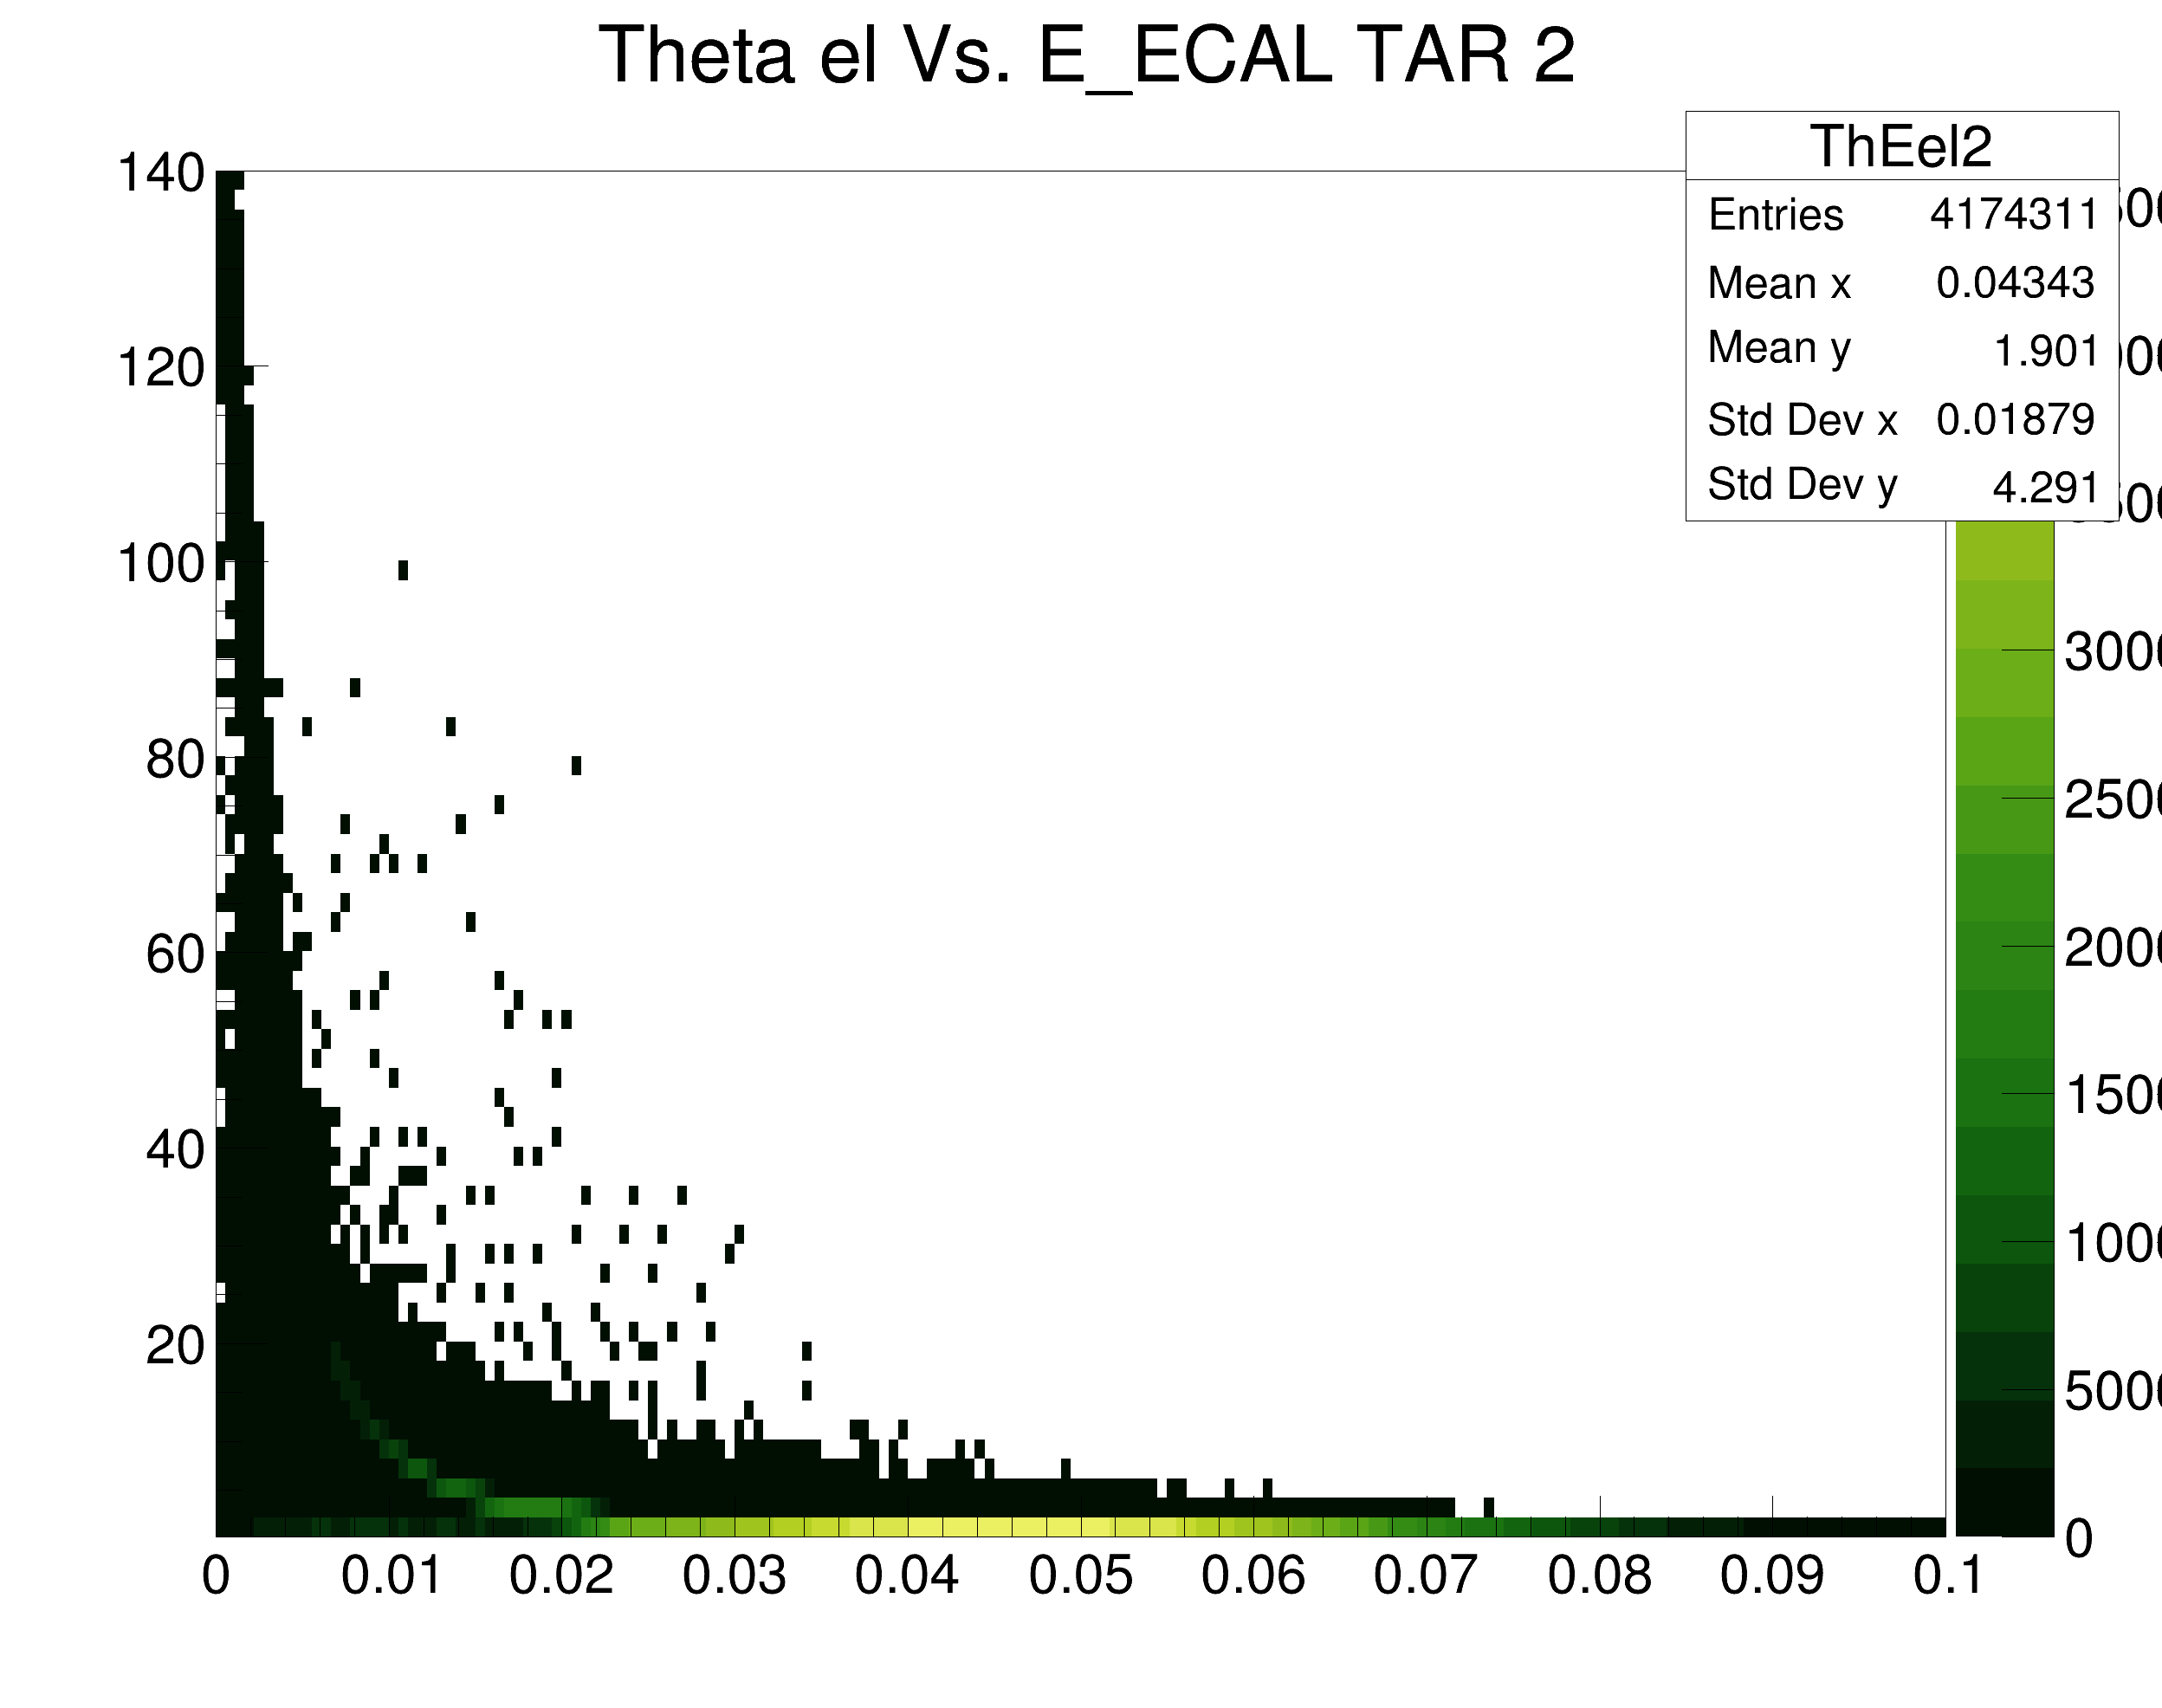 Theta el Vs. E_ECAL TAR 2
ThEel2
Entries 4174311
Mean x 0.04343
Mean y 1.901
Std Dev x 0.01879
Std Dev y 4.291
140
120
100
80
60
40
20
0 0.01 0.02 0.03 0.04 0.05 0.06 0.07 0.08 0.09 0.1
0